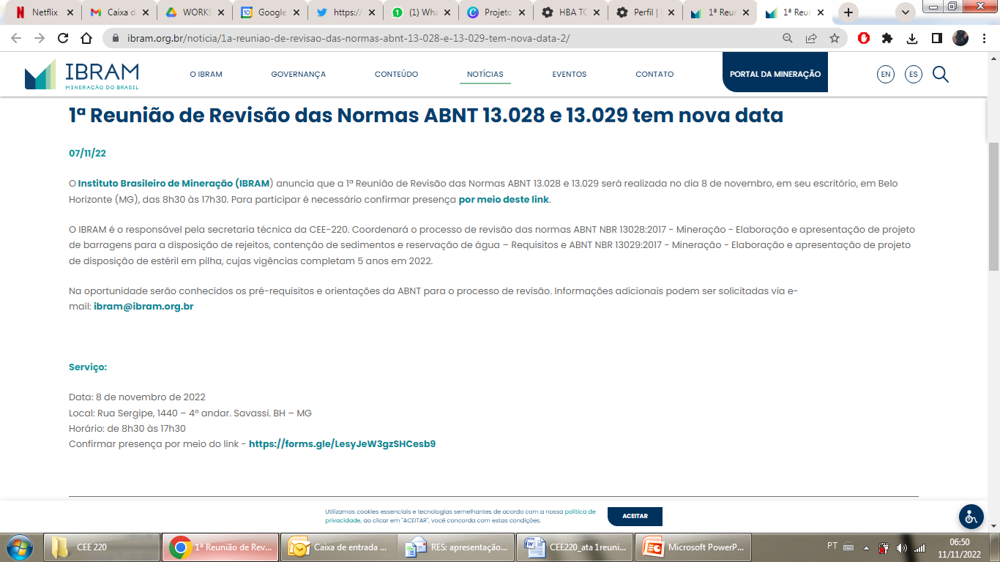 Netflix
Caixa d
WORKS
Google
https:/
(1) Wha
Projeto
HBA TC
Perfil |
1ª Reur
1ª Reur
ibram.org.br/noticia/1a-reuniao-de-revisao-das-normas-abnt-13-028-e-13-029-tem-nova-data-2/
IBRAM
MINERAÇÃO DO BRASIL
O IBRAM
GOVERNANÇA
CONTEÚDO
NOTÍCIAS
EVENTOS
CONTATO
PORTAL DA MINERAÇÃO
EN
ES
1ª Reunião de Revisão das Normas ABNT 13.028 e 13.029 tem nova data
07/11/22
O Instituto Brasileiro de Mineração (IBRAM) anuncia que a 1ª Reunião de Revisão das Normas ABNT 13.028 e 13.029 será realizada no dia 8 de novembro, em seu escritório, em Belo
Horizonte (MG), das 8h30 às 17h30. Para participar é necessário confirmar presença por meio deste link.
O IBRAM é o responsável pela secretaria técnica da CEE-220. Coordenará o processo de revisão das normas ABNT NBR 13028:2017 - Mineração - Elaboração e apresentação de projeto
de barragens para a disposição de rejeitos, contenção de sedimentos e reservação de água – Requisitos e ABNT NBR 13029:2017 - Mineração - Elaboração e apresentação de projeto
de disposição de estéril em pilha, cujas vigências completam 5 anos em 2022.
Na oportunidade serão conhecidos os pré-requisitos e orientações da ABNT para o processo de revisão. Informações adicionais podem ser solicitadas via e-
mail: ibram@ibram.org.br
Serviço:
Data: 8 de novembro de 2022
Local: Rua Sergipe, 1440 – 4º andar. Savassi. BH – MG
Horário: de 8h30 às 17h30
Confirmar presença por meio do link - https://forms.gle/LesyJeW3gzSHCesb9
Utilizamos cookies essenciais e tecnologias semelhantes de acordo com a nossa política de
privacidade, ao clicar em "ACEITAR", você concorda com estas condições.
ACEITAR
CEE 220
1ª Reunião de Rev...
Caixa de entrada ...
RES: apresentação...
CEE220_ata1reuni...
Microsoft PowerP...
PT
06:50
11/11/2022